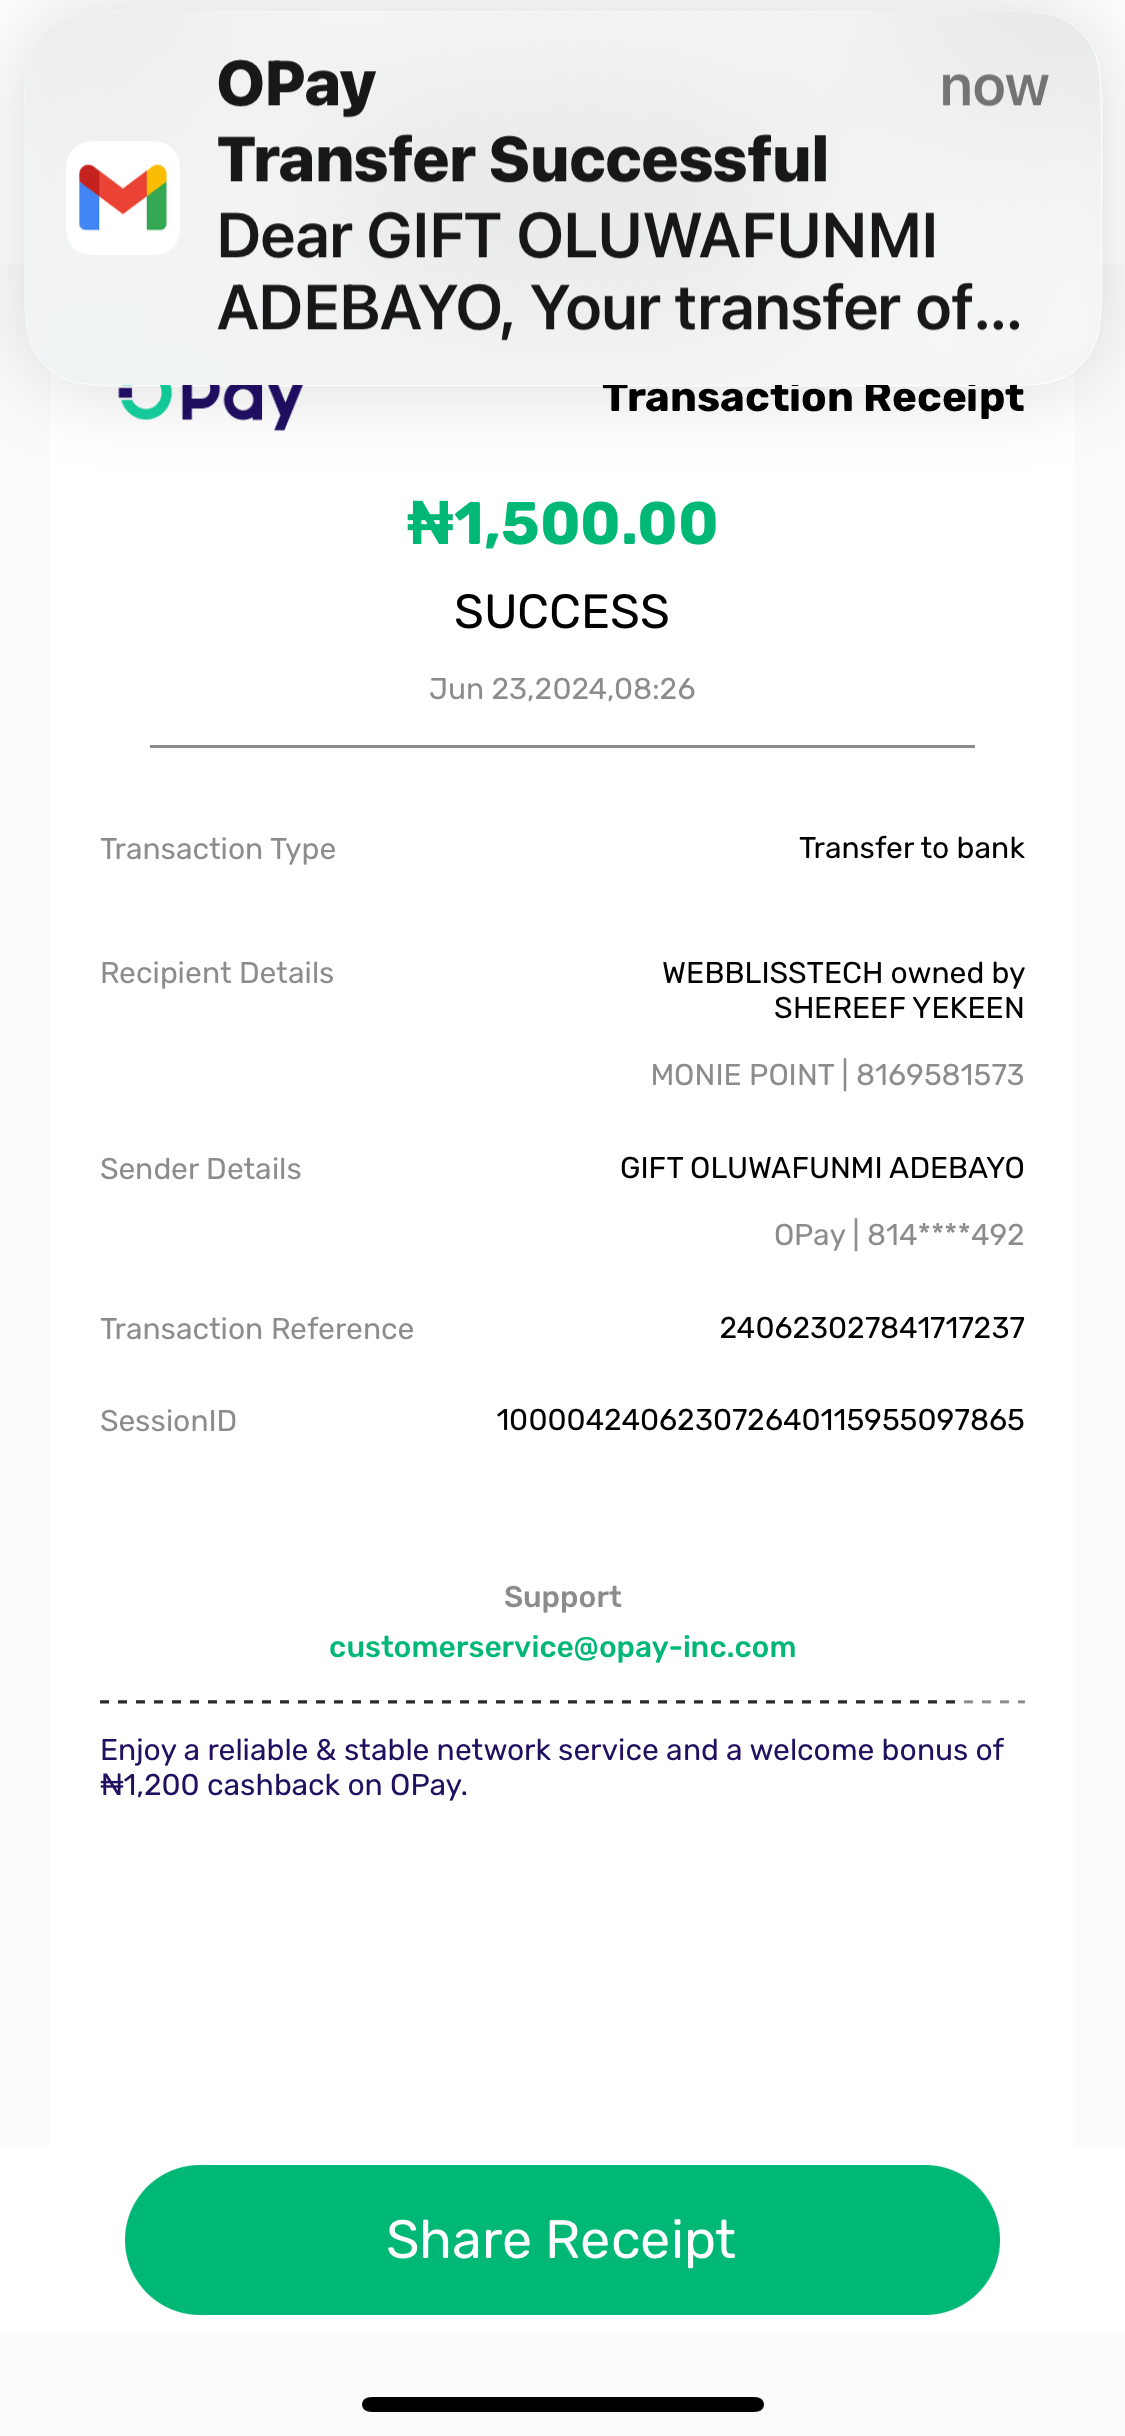 OPay now
Transfer Successful
Dear GIFT OLUWAFUNMI
ADEBAYO, Your transfer of...
OPay Transaction Receipt
₦1,500.00
SUCCESS
Jun 23,2024,08:26
Transaction Type Transfer to bank
Recipient Details WEBBLISSTECH owned by
SHEREEF YEKEEN
MONIE POINT | 8169581573
Sender Details GIFT OLUWAFUNMI ADEBAYO
OPay | 814****492
Transaction Reference 240623027841717237
SessionID 100004240623072640115955097865
Support
customerservice@opay-inc.com
Enjoy a reliable & stable network service and a welcome bonus of
₦1,200 cashback on OPay.
Share Receipt